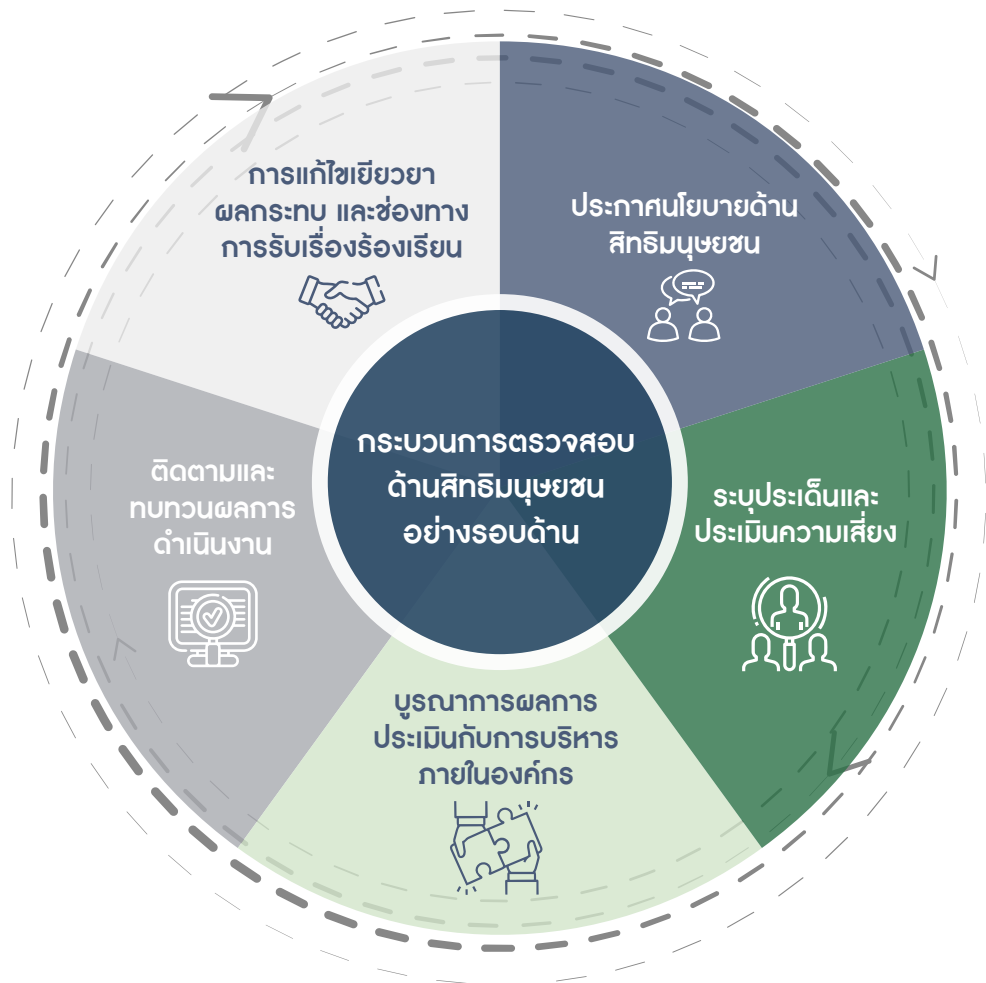 กระบวนการตรวจสอบ
ด้านสิทธิมนุษยชน
อย่างรอบด้าน
ประกาศนโยบายด้าน
สิทธิมนุษยชน
ระบุประเด็นและ
ประเมินความเสี่ยง
บูรณาการผลการ
ประเมินกับการบริหาร
ภายในองค์กร
ติดตามและ
ทบทวนผลการ
ดำเนินงาน
การแก้ไขเยียวยา
ผลกระทบ และช่องทาง
การรับเรื่องร้องเรียน